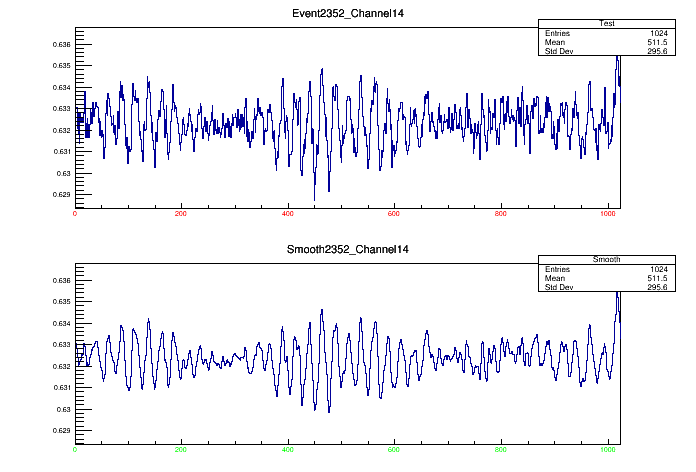 Event2352_Channel14
Test
Entries 1024
Mean 511.5
Std Dev 295.6
0.636
0.635
0.634
0.633
0.632
0.631
0.63
0.629
0 200 400 600 800 1000
Smooth2352_Channel14
Smooth
Entries 1024
Mean 511.5
Std Dev 295.6
0.636
0.635
0.634
0.633
0.632
0.631
0.63
0.629
0 200 400 600 800 1000